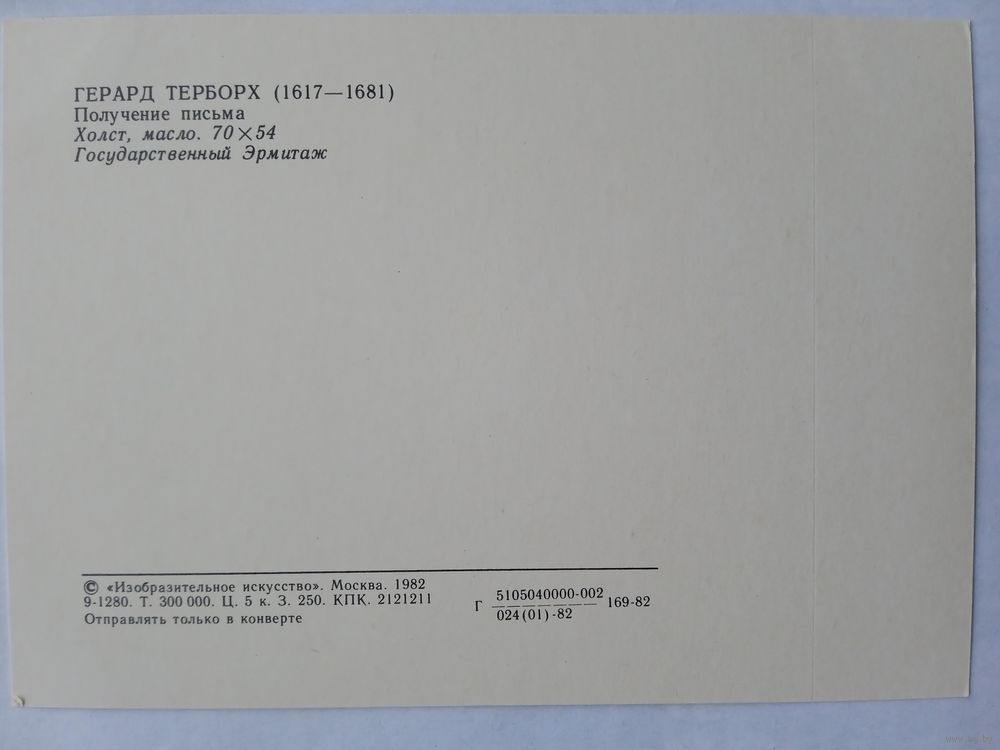 ГЕРАРД ТЕРБОРХ (1617—1681)
Получение письма
Холст, масло. 70×54
Государственный Эрмитаж
© «Изобразительное искусство». Москва. 1982
9-1280. Т. 300 000. Ц. 5 к. З. 250. КПК. 2121211
Отправлять только в конверте
Г 5105040000-002 169-82
024(01)-82